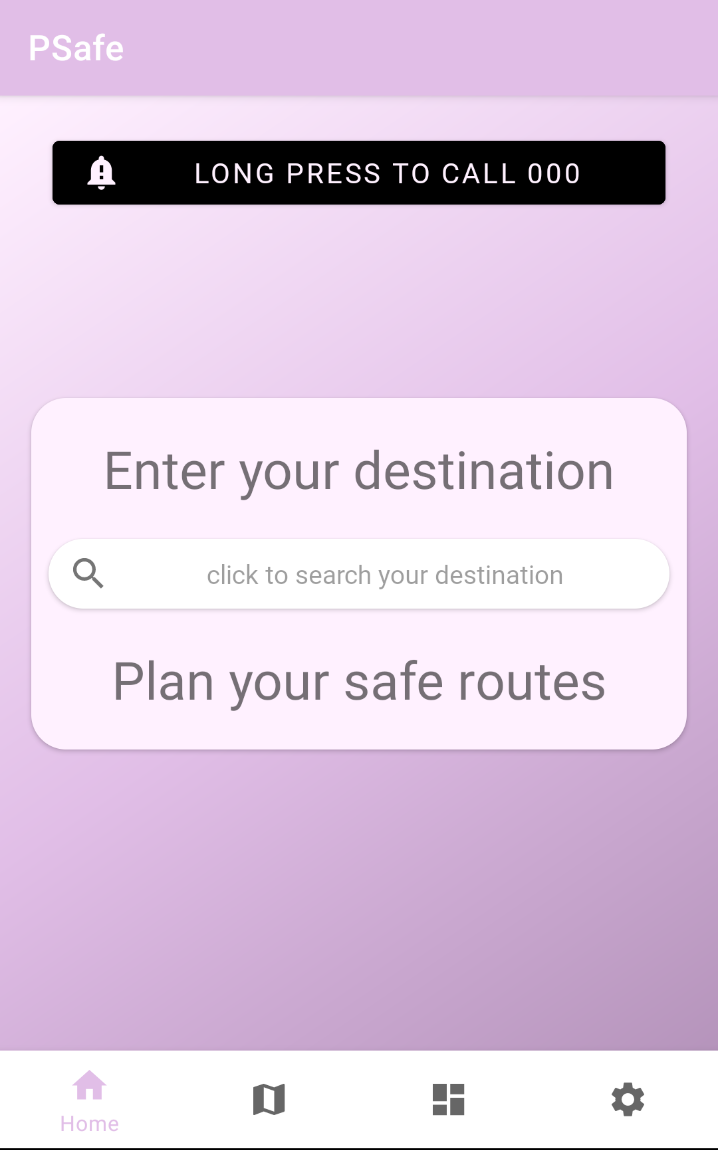 PSafe
LONG PRESS TO CALL 000
Enter your destination
click to search your destination
Plan your safe routes
Home